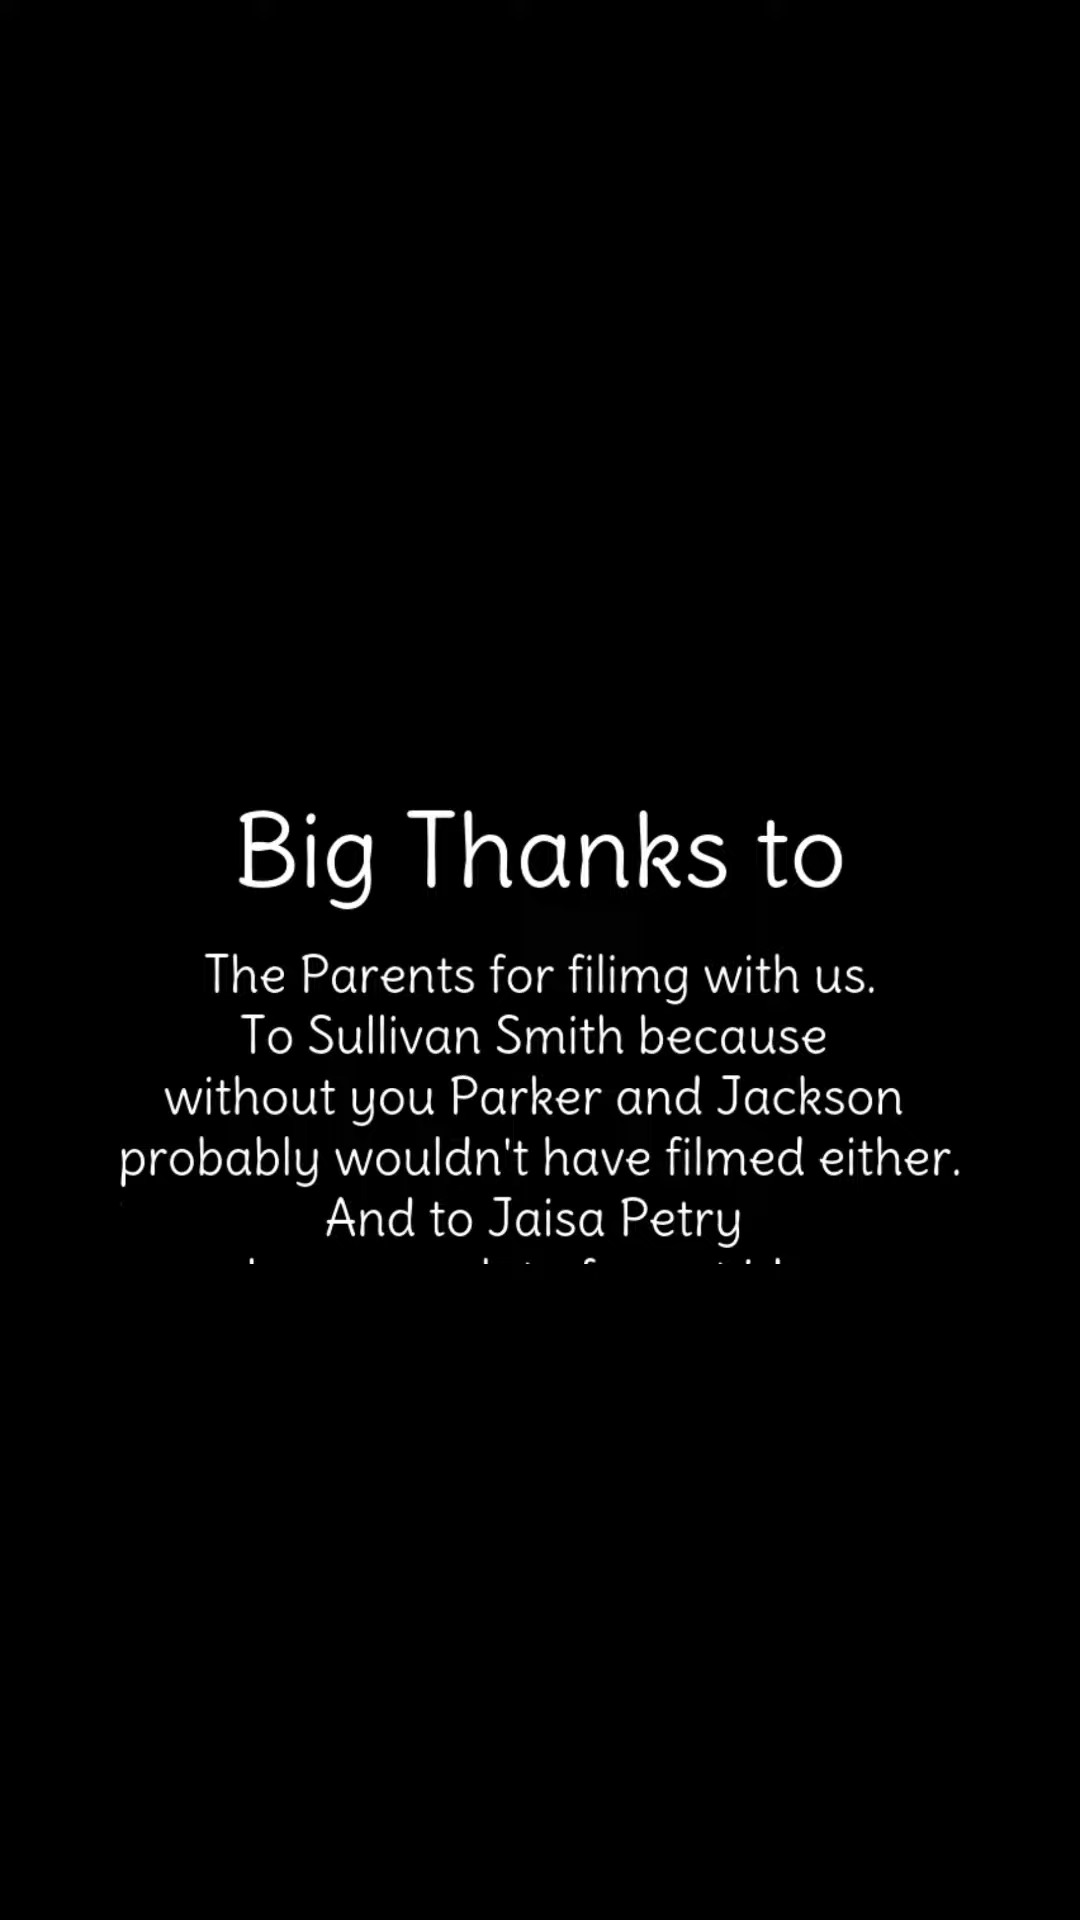 Big Thanks to
The Parents for filimg with us.
To Sullivan Smith because
without you Parker and Jackson
probably wouldn't have filmed either.
And to Jaisa Petry